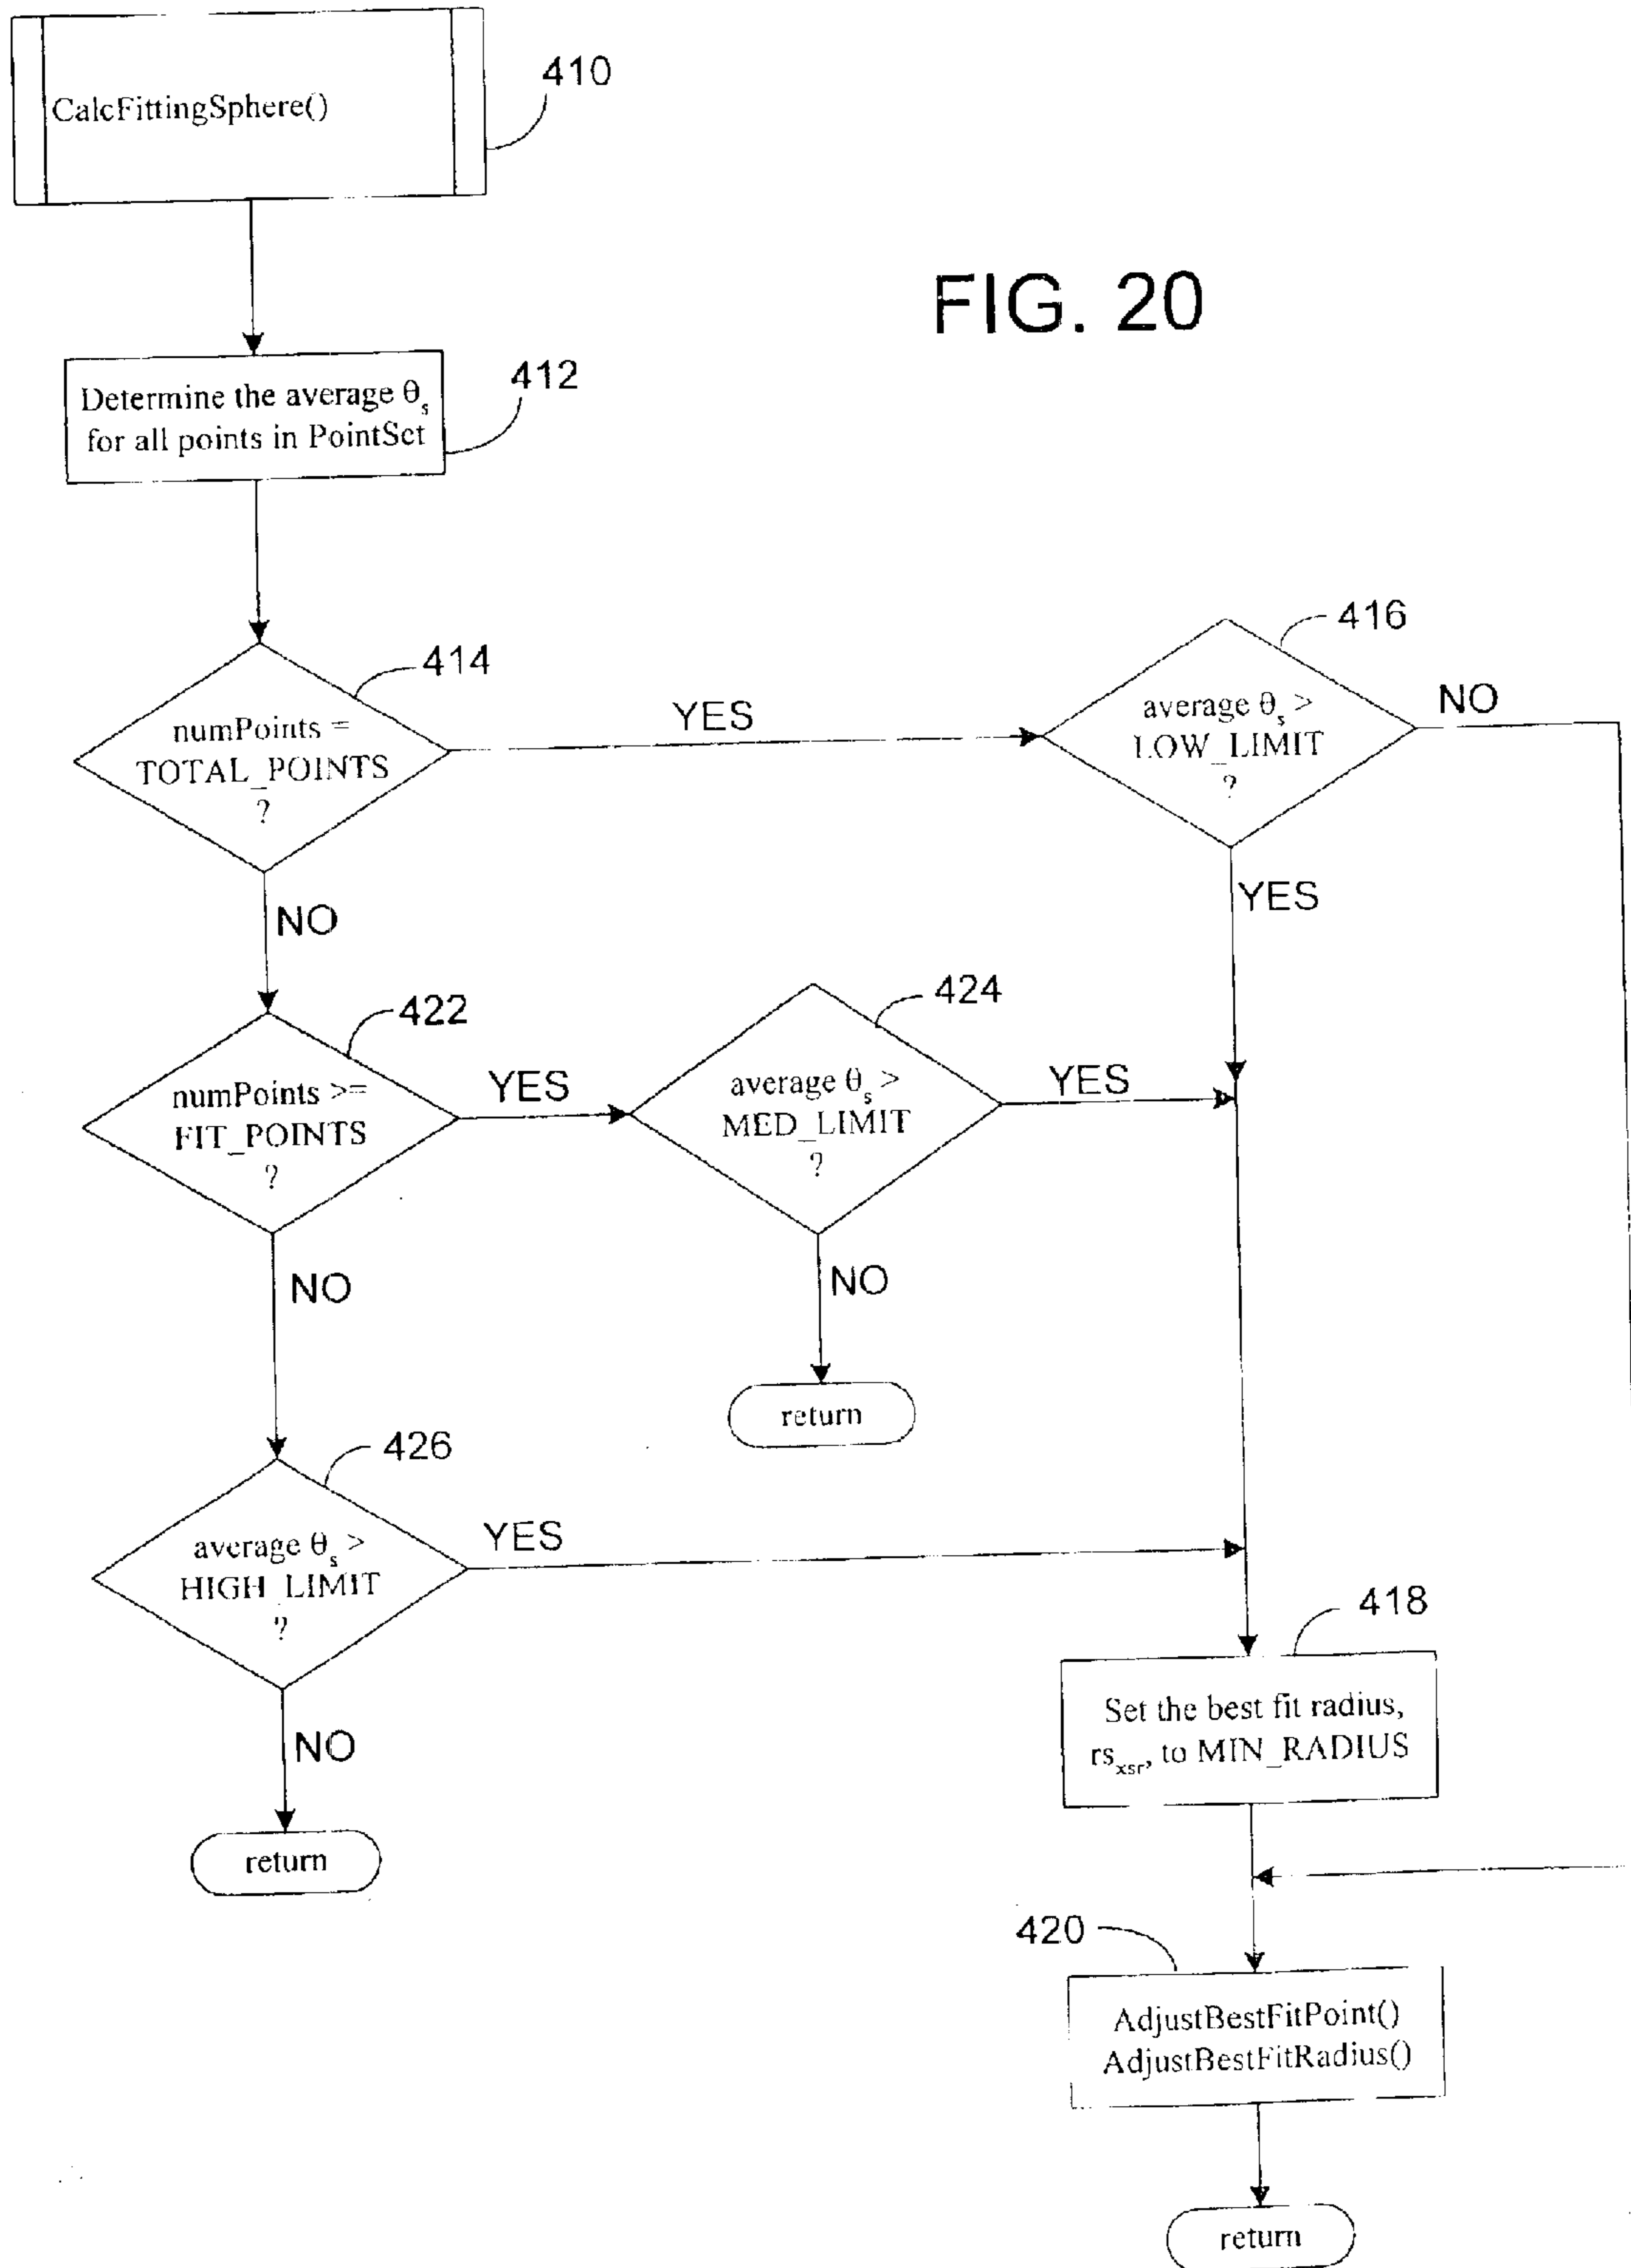 CalcFittingSphere()
410
FIG. 20
Determine the average θs
for all points in PointSet
412
numPoints =
TOTAL_POINTS
?
414
YES
average θs >
LOW_LIMIT
?
416
NO
YES
NO
numPoints >=
FIT_POINTS
?
422
YES
average θs >
MED_LIMIT
?
424
YES
NO
return
NO
average θs >
HIGH_LIMIT
?
426
YES
NO
return
418
Set the best fit radius,
rsxsr, to MIN_RADIUS
420
AdjustBestFitPoint()
AdjustBestFitRadius()
return